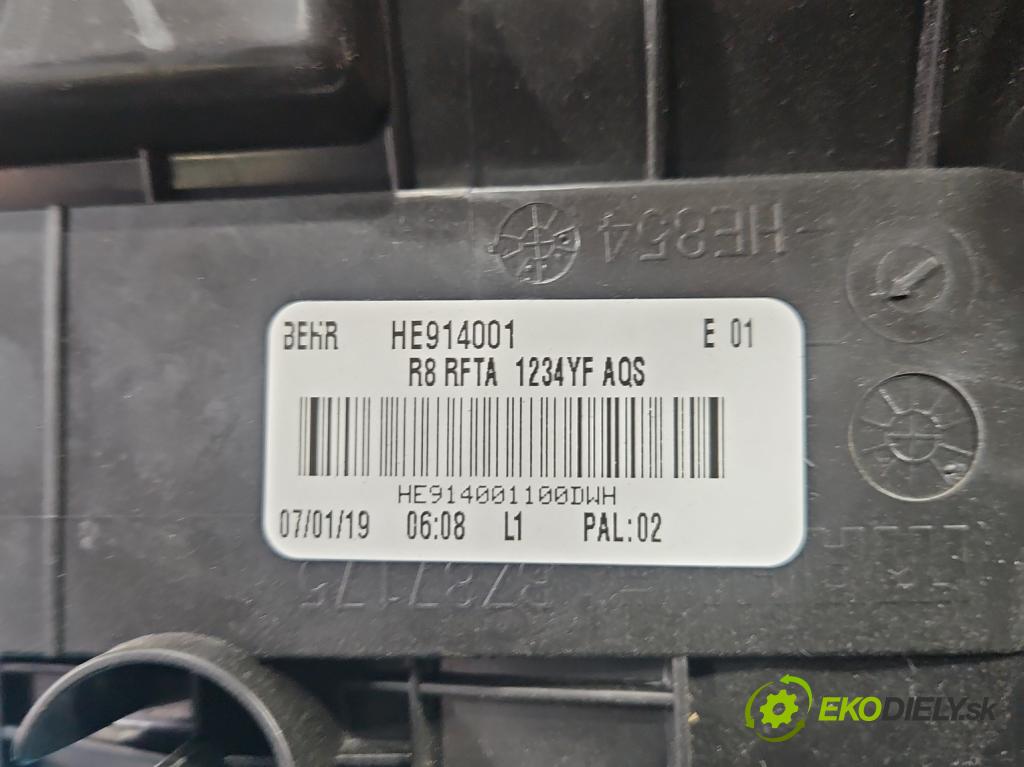 HE854
BEHR HE914001 E 01
R8 RFTA 1234YF AQS
HE914001100DWH
07/01/19 06:08 L1 PAL:02
EKODIELY.sk